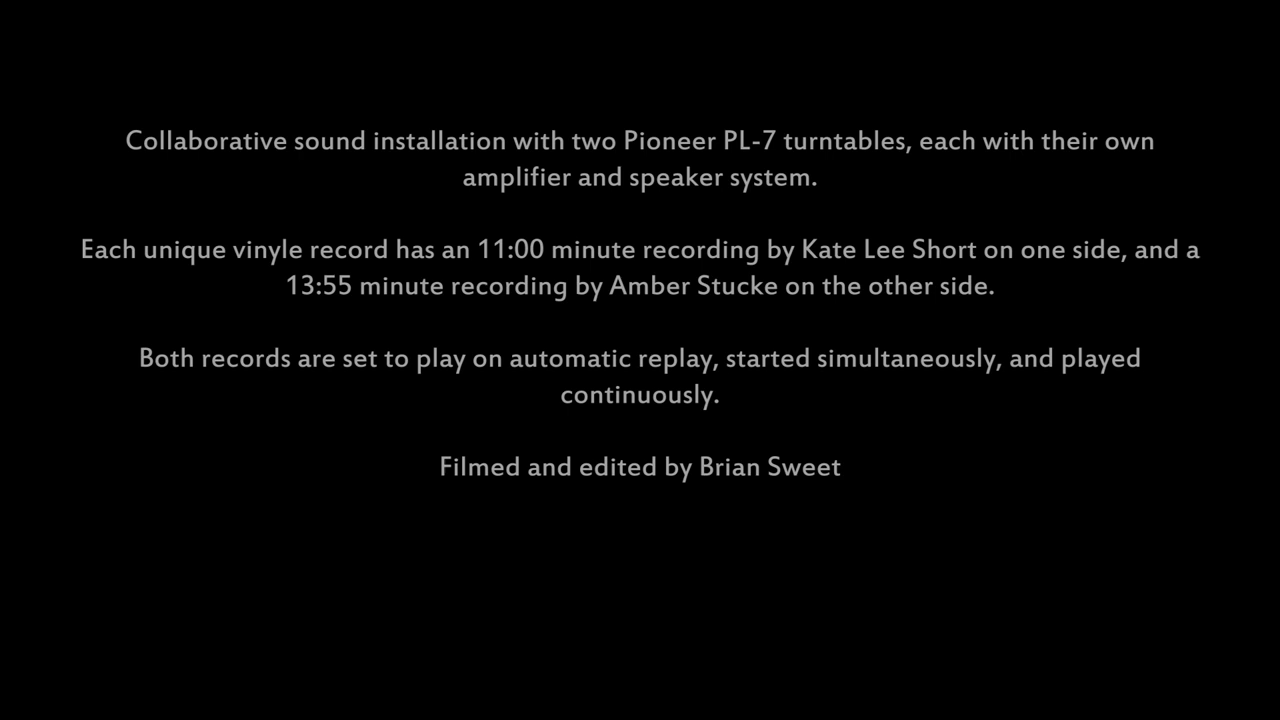 Collaborative sound installation with two Pioneer PL-7 turntables, each with their own
amplifier and speaker system.
Each unique vinyle record has an 11:00 minute recording by Kate Lee Short on one side, and a
13:55 minute recording by Amber Stucke on the other side.
Both records are set to play on automatic replay, started simultaneously, and played
continuously.
Filmed and edited by Brian Sweet